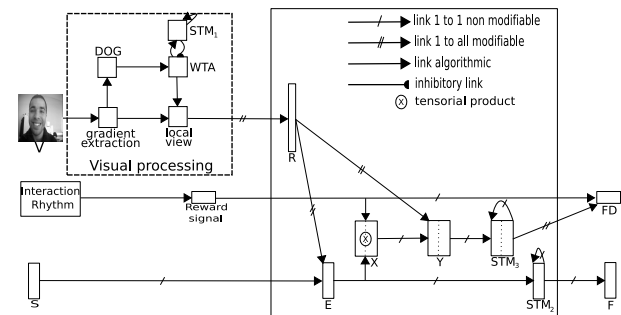 STM1
link 1 to 1 non modifiable
DOG
WTA
link 1 to all modifiable
link algorithmic
inhibitory link
X tensorial product
gradient
extraction
local
view
V
Visual processing
R
Interaction
Rhythm
Reward
signal
FD
X
X
Y
STM3
S
E
STM2
F